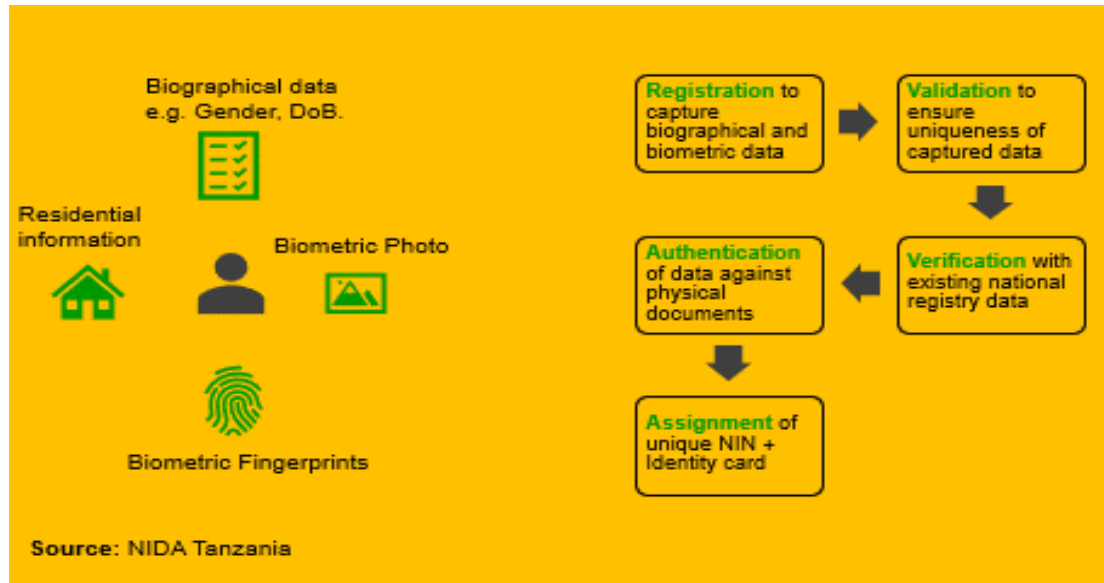 Biographical data
e.g. Gender, DoB.
Residential
information
Biometric Photo
Biometric Fingerprints
Registration to
capture
biographical and
biometric data
Validation to
ensure
uniqueness of
captured data
Verification with
existing national
registry data
Authentication
of data against
physical
documents
Assignment of
unique NIN +
Identity card
Source: NIDA Tanzania